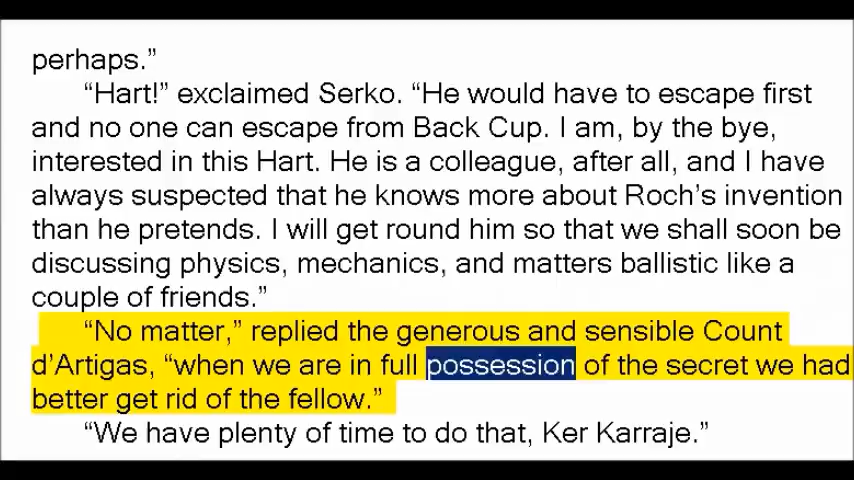 perhaps.”
“Hart!” exclaimed Serko. “He would have to escape first
and no one can escape from Back Cup. I am, by the bye,
interested in this Hart. He is a colleague, after all, and I have
always suspected that he knows more about Roch’s invention
than he pretends. I will get round him so that we shall soon be
discussing physics, mechanics, and matters ballistic like a
couple of friends.”
“No matter,” replied the generous and sensible Count
d’Artigas, “when we are in full possession of the secret we had
better get rid of the fellow.”
“We have plenty of time to do that, Ker Karraje.”